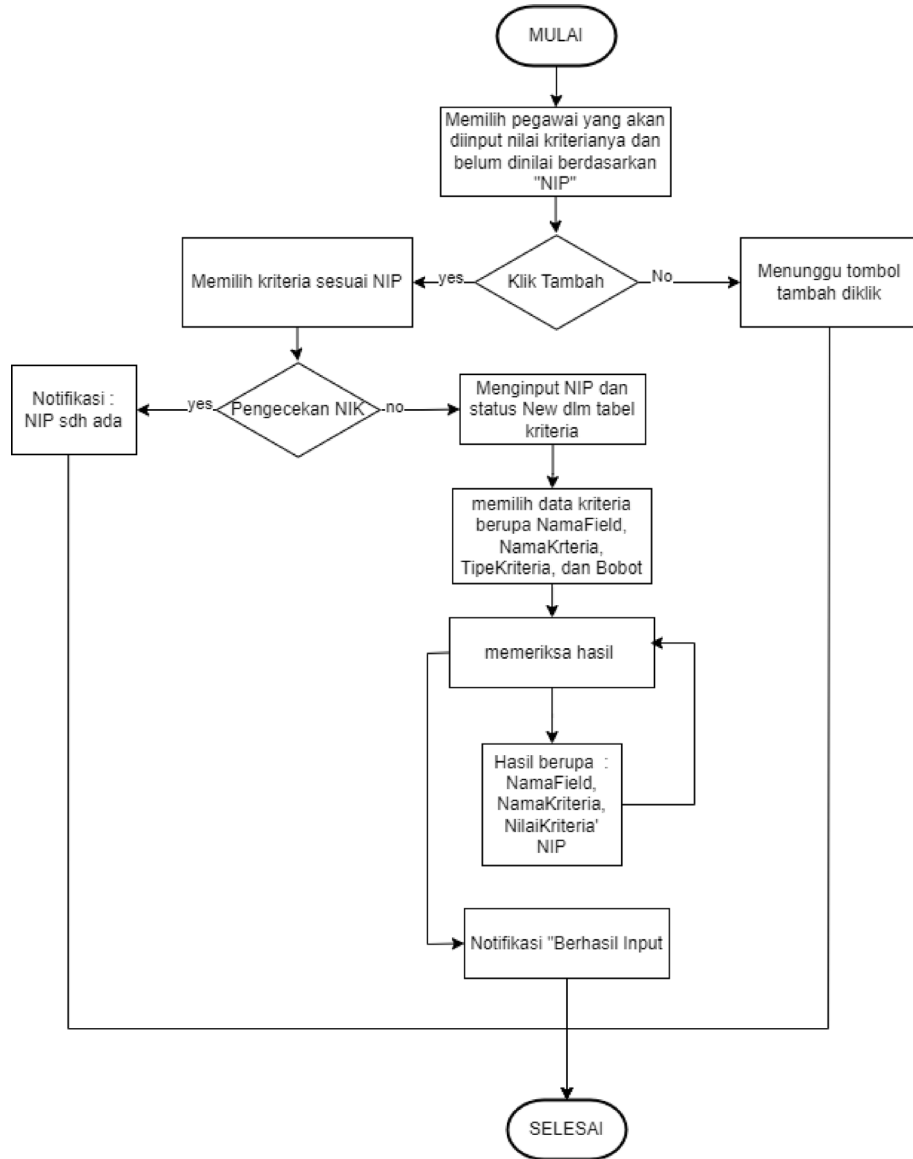 MULAI
Memilih pegawai yang akan
diinput nilai kriterianya dan
belum dinilai berdasarkan
"NIP"
Memilih kriteria sesuai NIP
yes
Klik Tambah
No
Menunggu tombol
tambah diklik
Notifikasi :
NIP sdh ada
yes
Pengecekan NIK
no
Menginput NIP dan
status New dlm tabel
kriteria
memilih data kriteria
berupa NamaField,
NamaKrteria,
TipeKriteria, dan Bobot
memeriksa hasil
Hasil berupa :
NamaField,
NamaKriteria,
NilaiKriteria'
NIP
Notifikasi "Berhasil Input
SELESAI